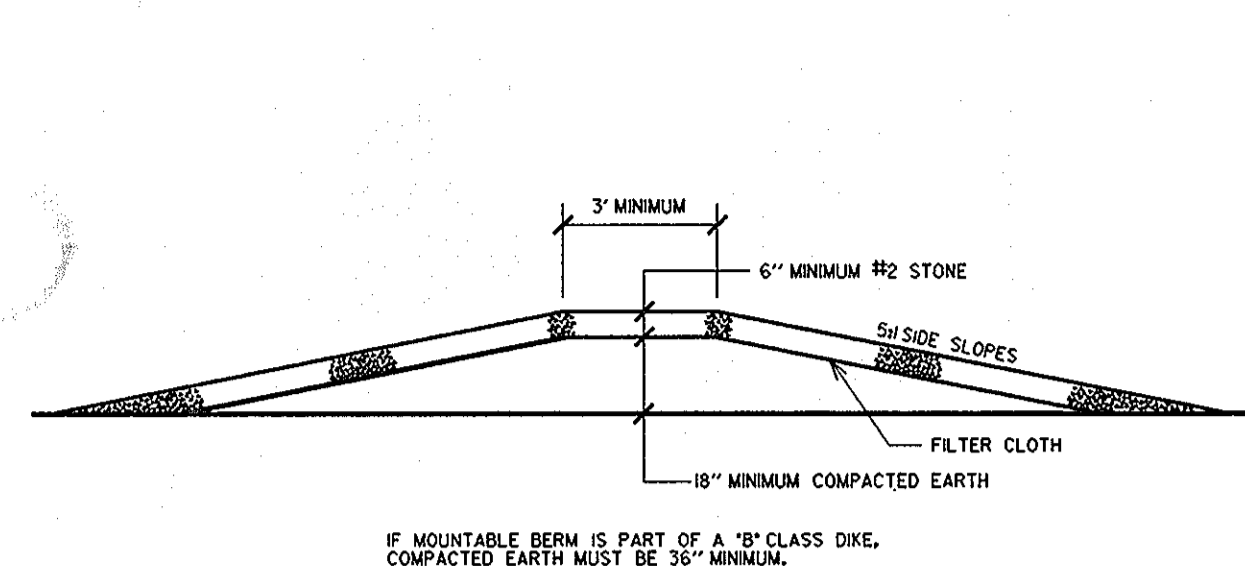 3' MINIMUM
6" MINIMUM #2 STONE
5:1 SIDE SLOPES
FILTER CLOTH
18" MINIMUM COMPACTED EARTH
IF MOUNTABLE BERM IS PART OF A "B" CLASS DIKE,
COMPACTED EARTH MUST BE 36" MINIMUM.